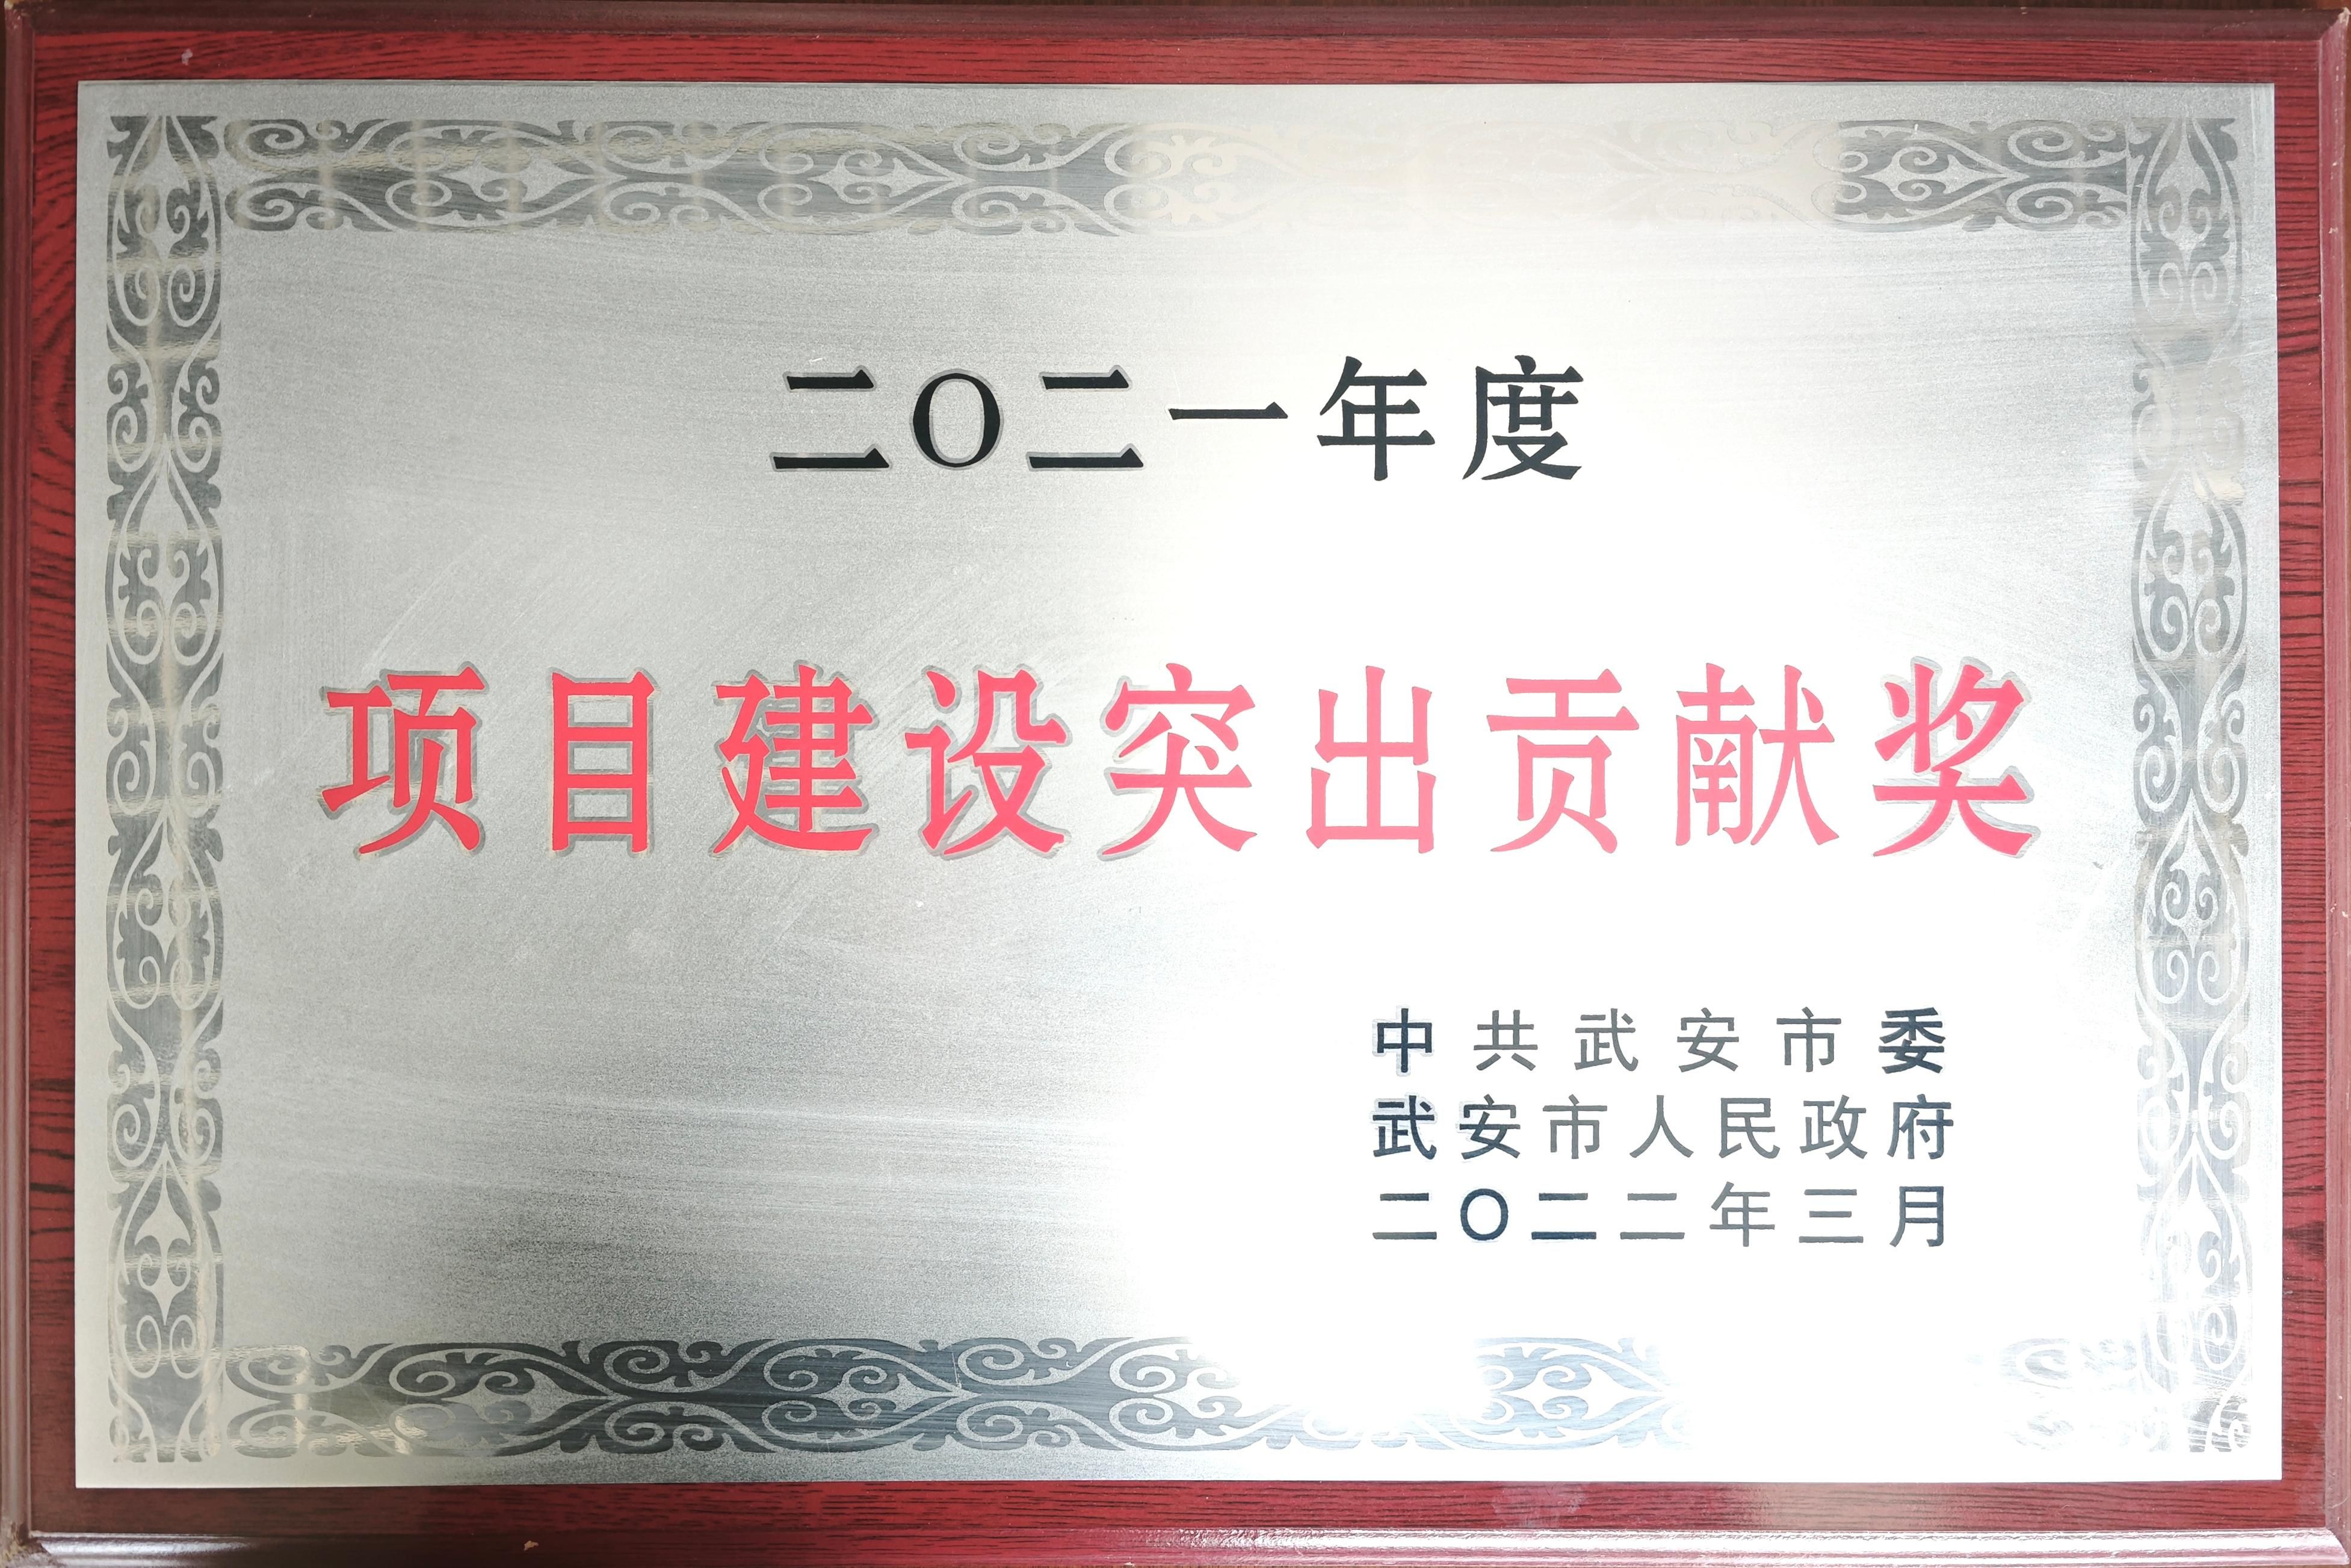 二〇二一年度
项目建设突出贡献奖
中共武安市委
武安市人民政府
二〇二二年三月